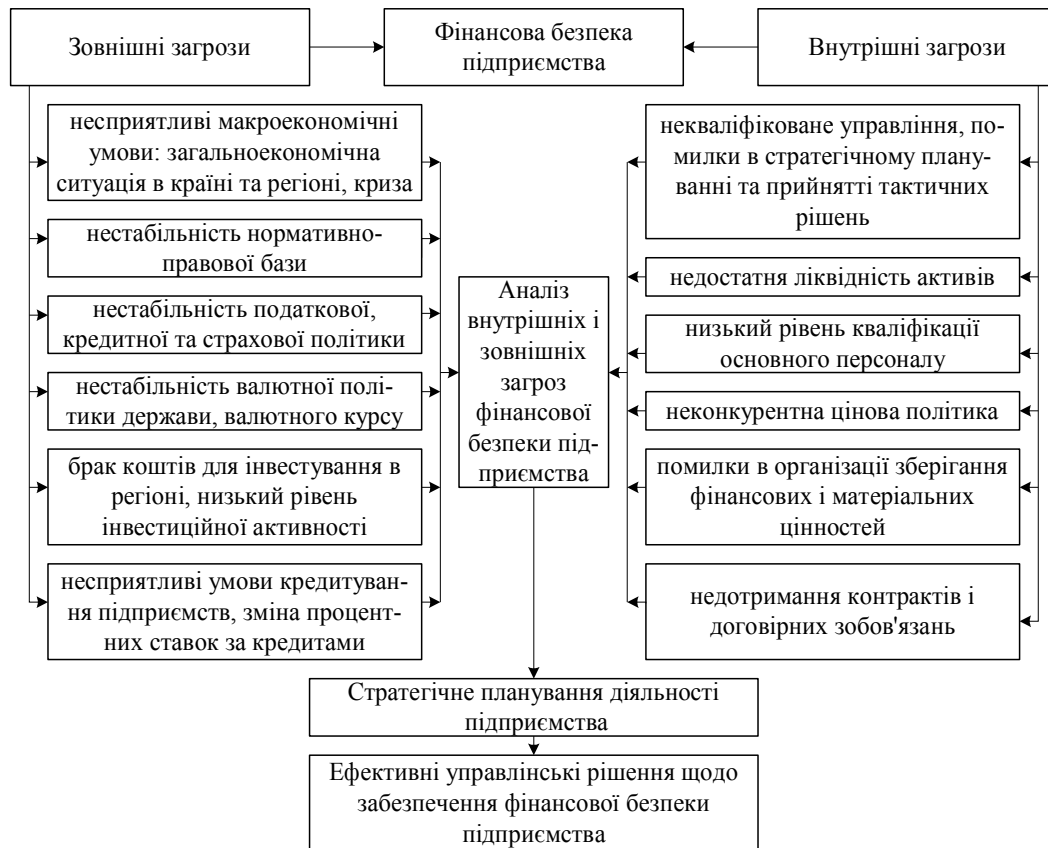 Зовнішні загрози
Фінансова безпека
підприємства
Внутрішні загрози
несприятливі макроекономічні
умови: загальноекономічна
ситуація в країні та регіоні, криза
нестабільність нормативно-
правової бази
нестабільність податкової,
кредитної та страхової політики
нестабільність валютної полі-
тики держави, валютного курсу
брак коштів для інвестування в
регіоні, низький рівень
інвестиційної активності
несприятливі умови кредитуван-
ня підприємств, зміна процент-
них ставок за кредитами
Аналіз
внутрішніх і
зовнішніх
загроз
фінансової
безпеки під-
приємства
некваліфіковане управління, по-
милки в стратегічному плану-
ванні та прийнятті тактичних
рішень
недостатня ліквідність активів
низький рівень кваліфікації
основного персоналу
неконкурентна цінова політика
помилки в організації зберігання
фінансових і матеріальних
цінностей
недотримання контрактів і
договірних зобов'язань
Стратегічне планування діяльності
підприємства
Ефективні управлінські рішення щодо
забезпечення фінансової безпеки
підприємства